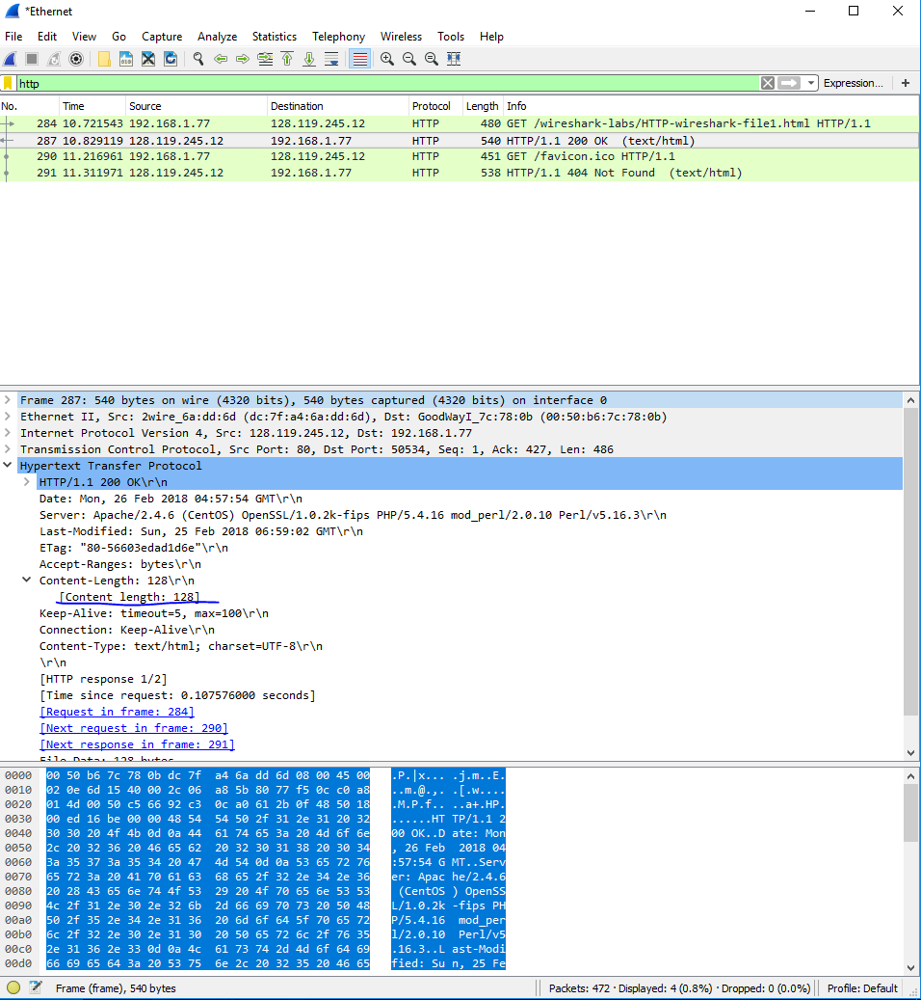 *Ethernet
File Edit View Go Capture Analyze Statistics Telephony Wireless Tools Help
http Expression... +
No. Time Source Destination Protocol Length Info
284 10.721543 192.168.1.77 128.119.245.12 HTTP 480 GET /wireshark-labs/HTTP-wireshark-file1.html HTTP/1.1
287 10.829119 128.119.245.12 192.168.1.77 HTTP 540 HTTP/1.1 200 OK (text/html)
290 11.216961 192.168.1.77 128.119.245.12 HTTP 451 GET /favicon.ico HTTP/1.1
291 11.311971 128.119.245.12 192.168.1.77 HTTP 538 HTTP/1.1 404 Not Found (text/html)
Frame 287: 540 bytes on wire (4320 bits), 540 bytes captured (4320 bits) on interface 0
Ethernet II, Src: 2wire_6a:dd:6d (dc:7f:a4:6a:dd:6d), Dst: GoodWayI_7c:78:0b (00:50:b6:7c:78:0b)
Internet Protocol Version 4, Src: 128.119.245.12, Dst: 192.168.1.77
Transmission Control Protocol, Src Port: 80, Dst Port: 50534, Seq: 1, Ack: 427, Len: 486
Hypertext Transfer Protocol
HTTP/1.1 200 OK\r\n
Date: Mon, 26 Feb 2018 04:57:54 GMT\r\n
Server: Apache/2.4.6 (CentOS) OpenSSL/1.0.2k-fips PHP/5.4.16 mod_perl/2.0.10 Perl/v5.16.3\r\n
Last-Modified: Sun, 25 Feb 2018 06:59:02 GMT\r\n
ETag: "80-56603edad1d6e"\r\n
Accept-Ranges: bytes\r\n
Content-Length: 128\r\n
[Content length: 128]
Keep-Alive: timeout=5, max=100\r\n
Connection: Keep-Alive\r\n
Content-Type: text/html; charset=UTF-8\r\n
\r\n
[HTTP response 1/2]
[Time since request: 0.107576000 seconds]
[Request in frame: 284]
[Next request in frame: 290]
[Next response in frame: 291]
File Data: 128 bytes
0000 00 50 b6 7c 78 0b dc 7f a4 6a dd 6d 08 00 45 00 .P.|x... .j.m..E.
0010 02 0e 6d 15 40 00 2c 06 a8 5b 80 77 f5 0c c0 a8 ..m.@.,. .[.w....
0020 01 4d 00 50 c5 66 92 c3 0c a0 61 2b 0f 48 50 18 .M.P.f.. ..a+.HP.
0030 00 ed 16 be 00 00 48 54 54 50 2f 31 2e 31 20 32 ......HT TP/1.1 2
0040 30 30 20 4f 4b 0d 0a 44 61 74 65 3a 20 4d 6f 6e 00 OK..D ate: Mon
0050 2c 20 32 36 20 46 65 62 20 32 30 31 38 20 30 34 , 26 Feb 2018 04
0060 3a 35 37 3a 35 34 20 47 4d 54 0d 0a 53 65 72 76 :57:54 G MT..Serv
0070 65 72 3a 20 41 70 61 63 68 65 2f 32 2e 34 2e 36 er: Apac he/2.4.6
0080 20 28 43 65 6e 74 4f 53 29 20 4f 70 65 6e 53 53 (CentOS ) OpenSS
0090 4c 2f 31 2e 30 2e 32 6b 2d 66 69 70 73 20 50 48 L/1.0.2k -fips PH
00a0 50 2f 35 2e 34 2e 31 36 20 6d 6f 64 5f 70 65 72 P/5.4.16 mod_per
00b0 6c 2f 32 2e 30 2e 31 30 20 50 65 72 6c 2f 76 35 l/2.0.10 Perl/v5
00c0 2e 31 36 2e 33 0d 0a 4c 61 73 74 2d 4d 6f 64 69 .16.3..L ast-Modi
00d0 66 69 65 64 3a 20 53 75 6e 2c 20 32 35 20 46 65 fied: Su n, 25 Fe
Frame (frame), 540 bytes Packets: 472 · Displayed: 4 (0.8%) · Dropped: 0 (0.0%) Profile: Default